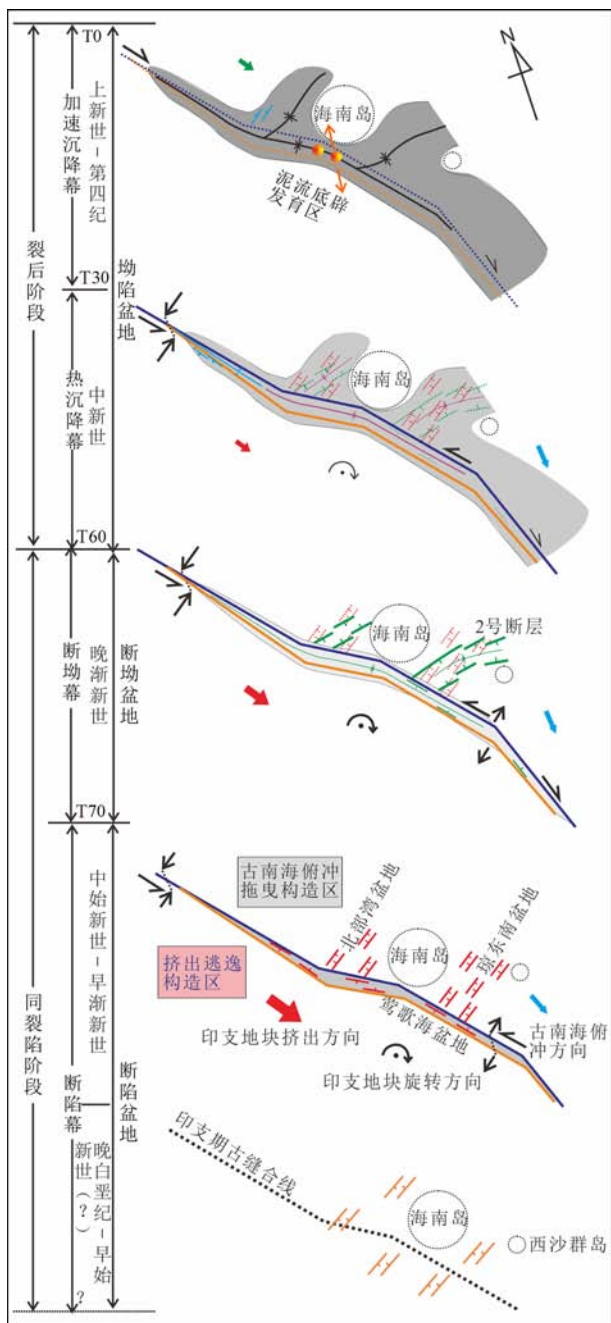 T0
加速沉降幕
上新世-第四纪
海南岛
泥流底辟
发育区
N
裂后阶段
T30
坳陷盆地
热沉降幕
中新世
海南岛
T60
断坳幕
晚渐新世
断坳盆地
海南岛
2号断层
T70
同裂陷阶段
断陷幕
中始新世-早渐新世
断陷盆地
古南海俯冲
拖曳构造区
挤出逃逸
构造区
北部湾盆地
海南岛
琼东南盆地
莺歌海盆地
印支地块挤出方向
印支地块旋转方向
古南海俯
冲方向
晚白垩纪-早始
新世(?)
?
印支期古缝合线
海南岛
西沙群岛